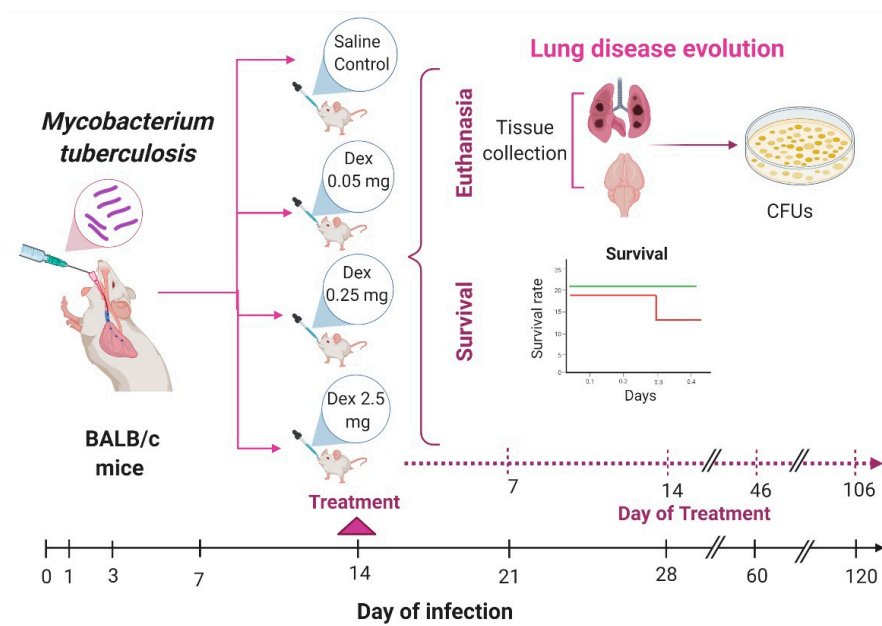 Mycobacterium
tuberculosis
BALB/c
mice
Saline
Control
Dex
0.05 mg
Dex
0.25 mg
Dex 2.5
mg
Treatment
Euthanasia
Survival
Lung disease evolution
Tissue
collection
CFUs
Survival
Survival rate
25
20
15
10
5
0
0.1 0.2 0.3 0.4
Days
7 14 46 106
Day of Treatment
0 1 3 7 14 21 28 60 120
Day of infection